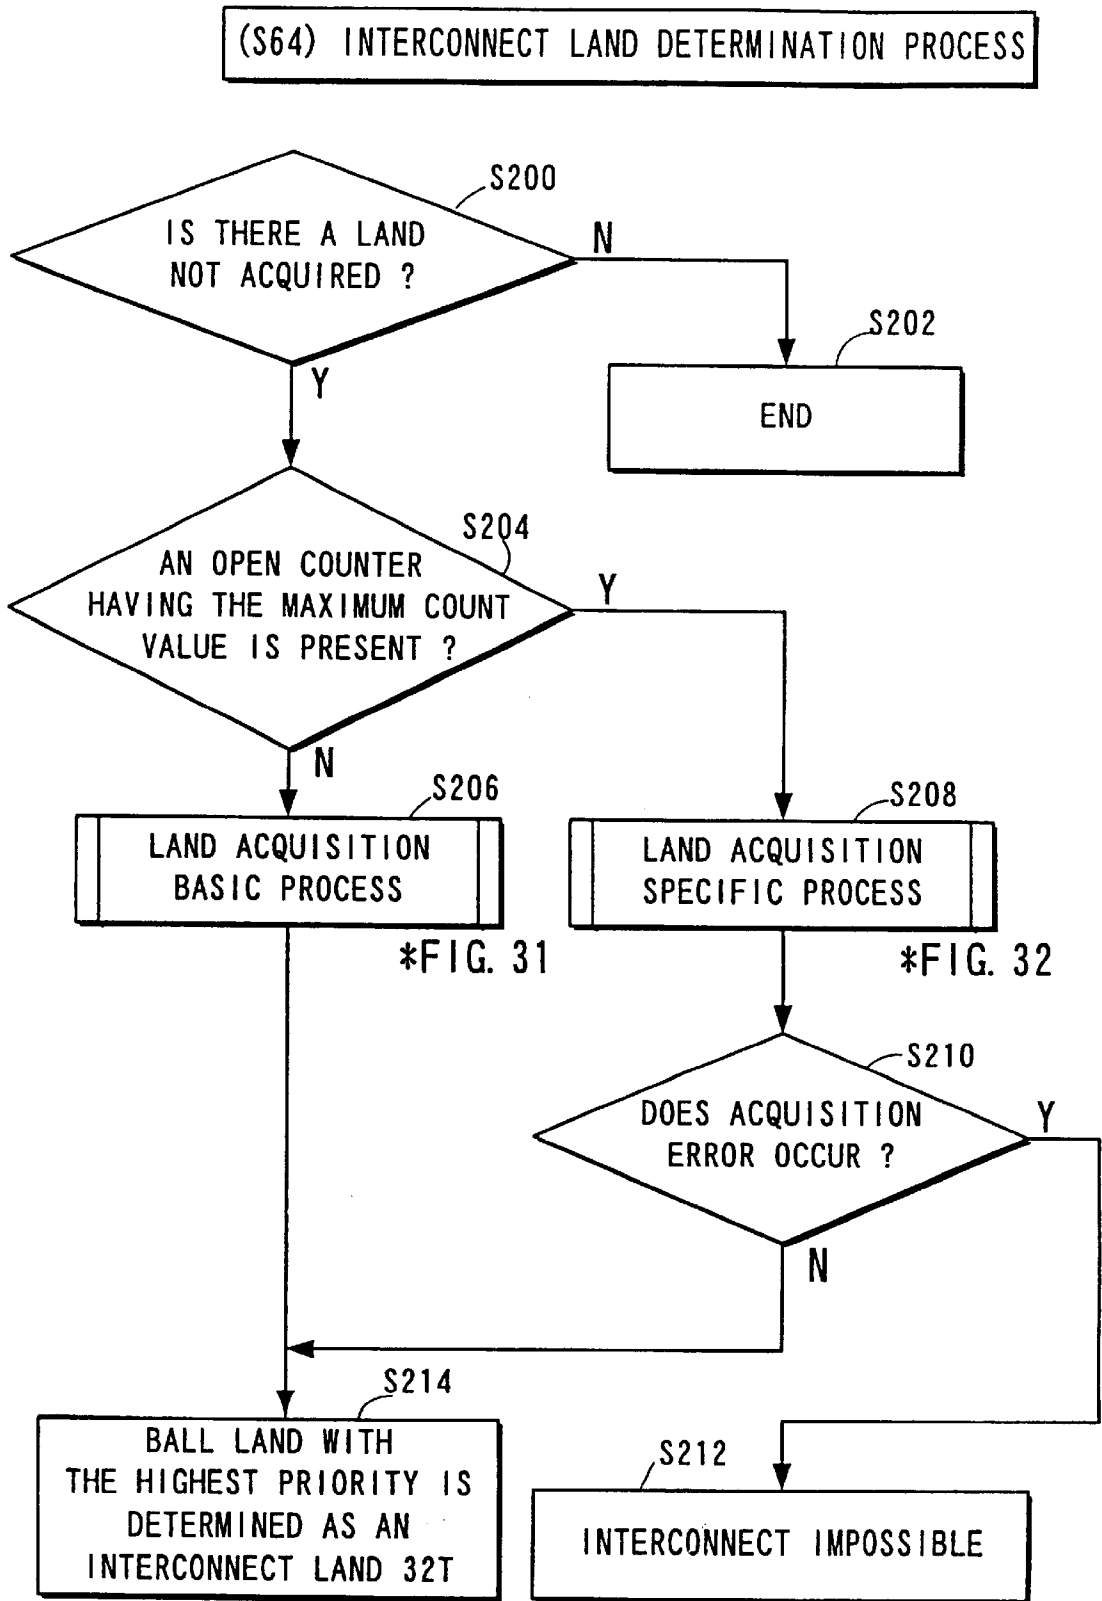 (S64) INTERCONNECT LAND DETERMINATION PROCESS
S200
IS THERE A LAND
NOT ACQUIRED ?
N
Y
S202
END
S204
AN OPEN COUNTER
HAVING THE MAXIMUM COUNT
VALUE IS PRESENT ?
Y
N
S206
LAND ACQUISITION
BASIC PROCESS
*FIG. 31
S208
LAND ACQUISITION
SPECIFIC PROCESS
*FIG. 32
S210
DOES ACQUISITION
ERROR OCCUR ?
Y
N
S214
BALL LAND WITH
THE HIGHEST PRIORITY IS
DETERMINED AS AN
INTERCONNECT LAND 32T
S212
INTERCONNECT IMPOSSIBLE